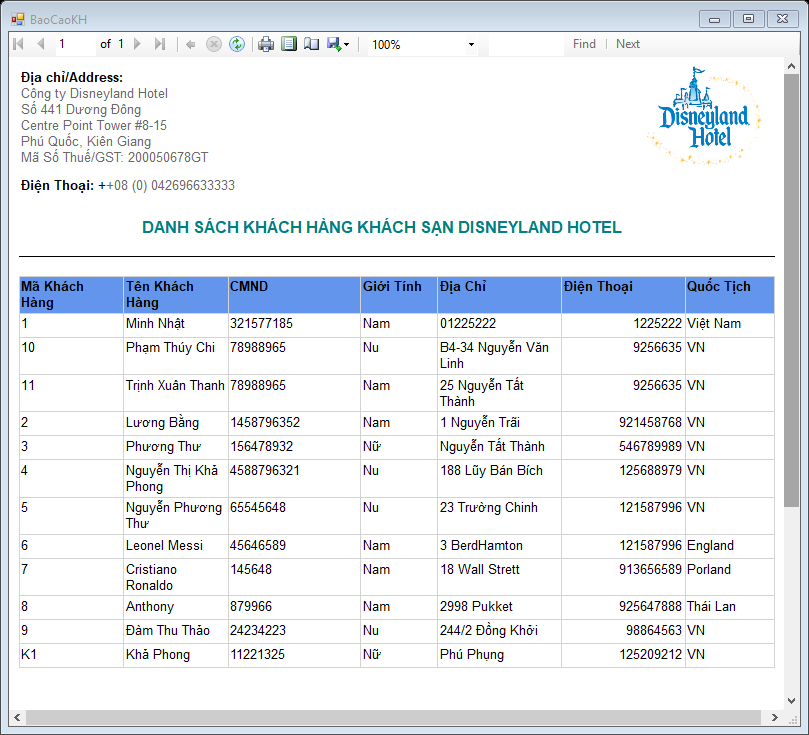 BaoCaoKH
1 of 1 100% Find | Next
Địa chỉ/Address:
Công ty Disneyland Hotel
Số 441 Dương Đông
Centre Point Tower #8-15
Phú Quốc, Kiên Giang
Mã Số Thuế/GST: 200050678GT
Điện Thoại: ++08 (0) 042696633333
Disneyland
Hotel
DANH SÁCH KHÁCH HÀNG KHÁCH SẠN DISNEYLAND HOTEL
Mã Khách Hàng Tên Khách Hàng CMND Giới Tính Địa Chỉ Điện Thoại Quốc Tịch
1 Minh Nhật 321577185 Nam 01225222 1225222 Việt Nam
10 Phạm Thúy Chi 78988965 Nu B4-34 Nguyễn Văn Linh 9256635 VN
11 Trịnh Xuân Thanh 78988965 Nam 25 Nguyễn Tất Thành 9256635 VN
2 Lương Bằng 1458796352 Nam 1 Nguyễn Trãi 921458768 VN
3 Phương Thư 156478932 Nữ Nguyễn Tất Thành 546789989 VN
4 Nguyễn Thị Khả Phong 4588796321 Nu 188 Lũy Bán Bích 125688979 VN
5 Nguyễn Phương Thư 65545648 Nu 23 Trường Chinh 121587996 VN
6 Leonel Messi 45646589 Nam 3 BerdHamton 121587996 England
7 Cristiano Ronaldo 145648 Nam 18 Wall Strett 913656589 Porland
8 Anthony 879966 Nam 2998 Pukket 925647888 Thái Lan
9 Đàm Thu Thảo 24234223 Nu 244/2 Đồng Khởi 98864563 VN
K1 Khả Phong 11221325 Nữ Phú Phụng 125209212 VN